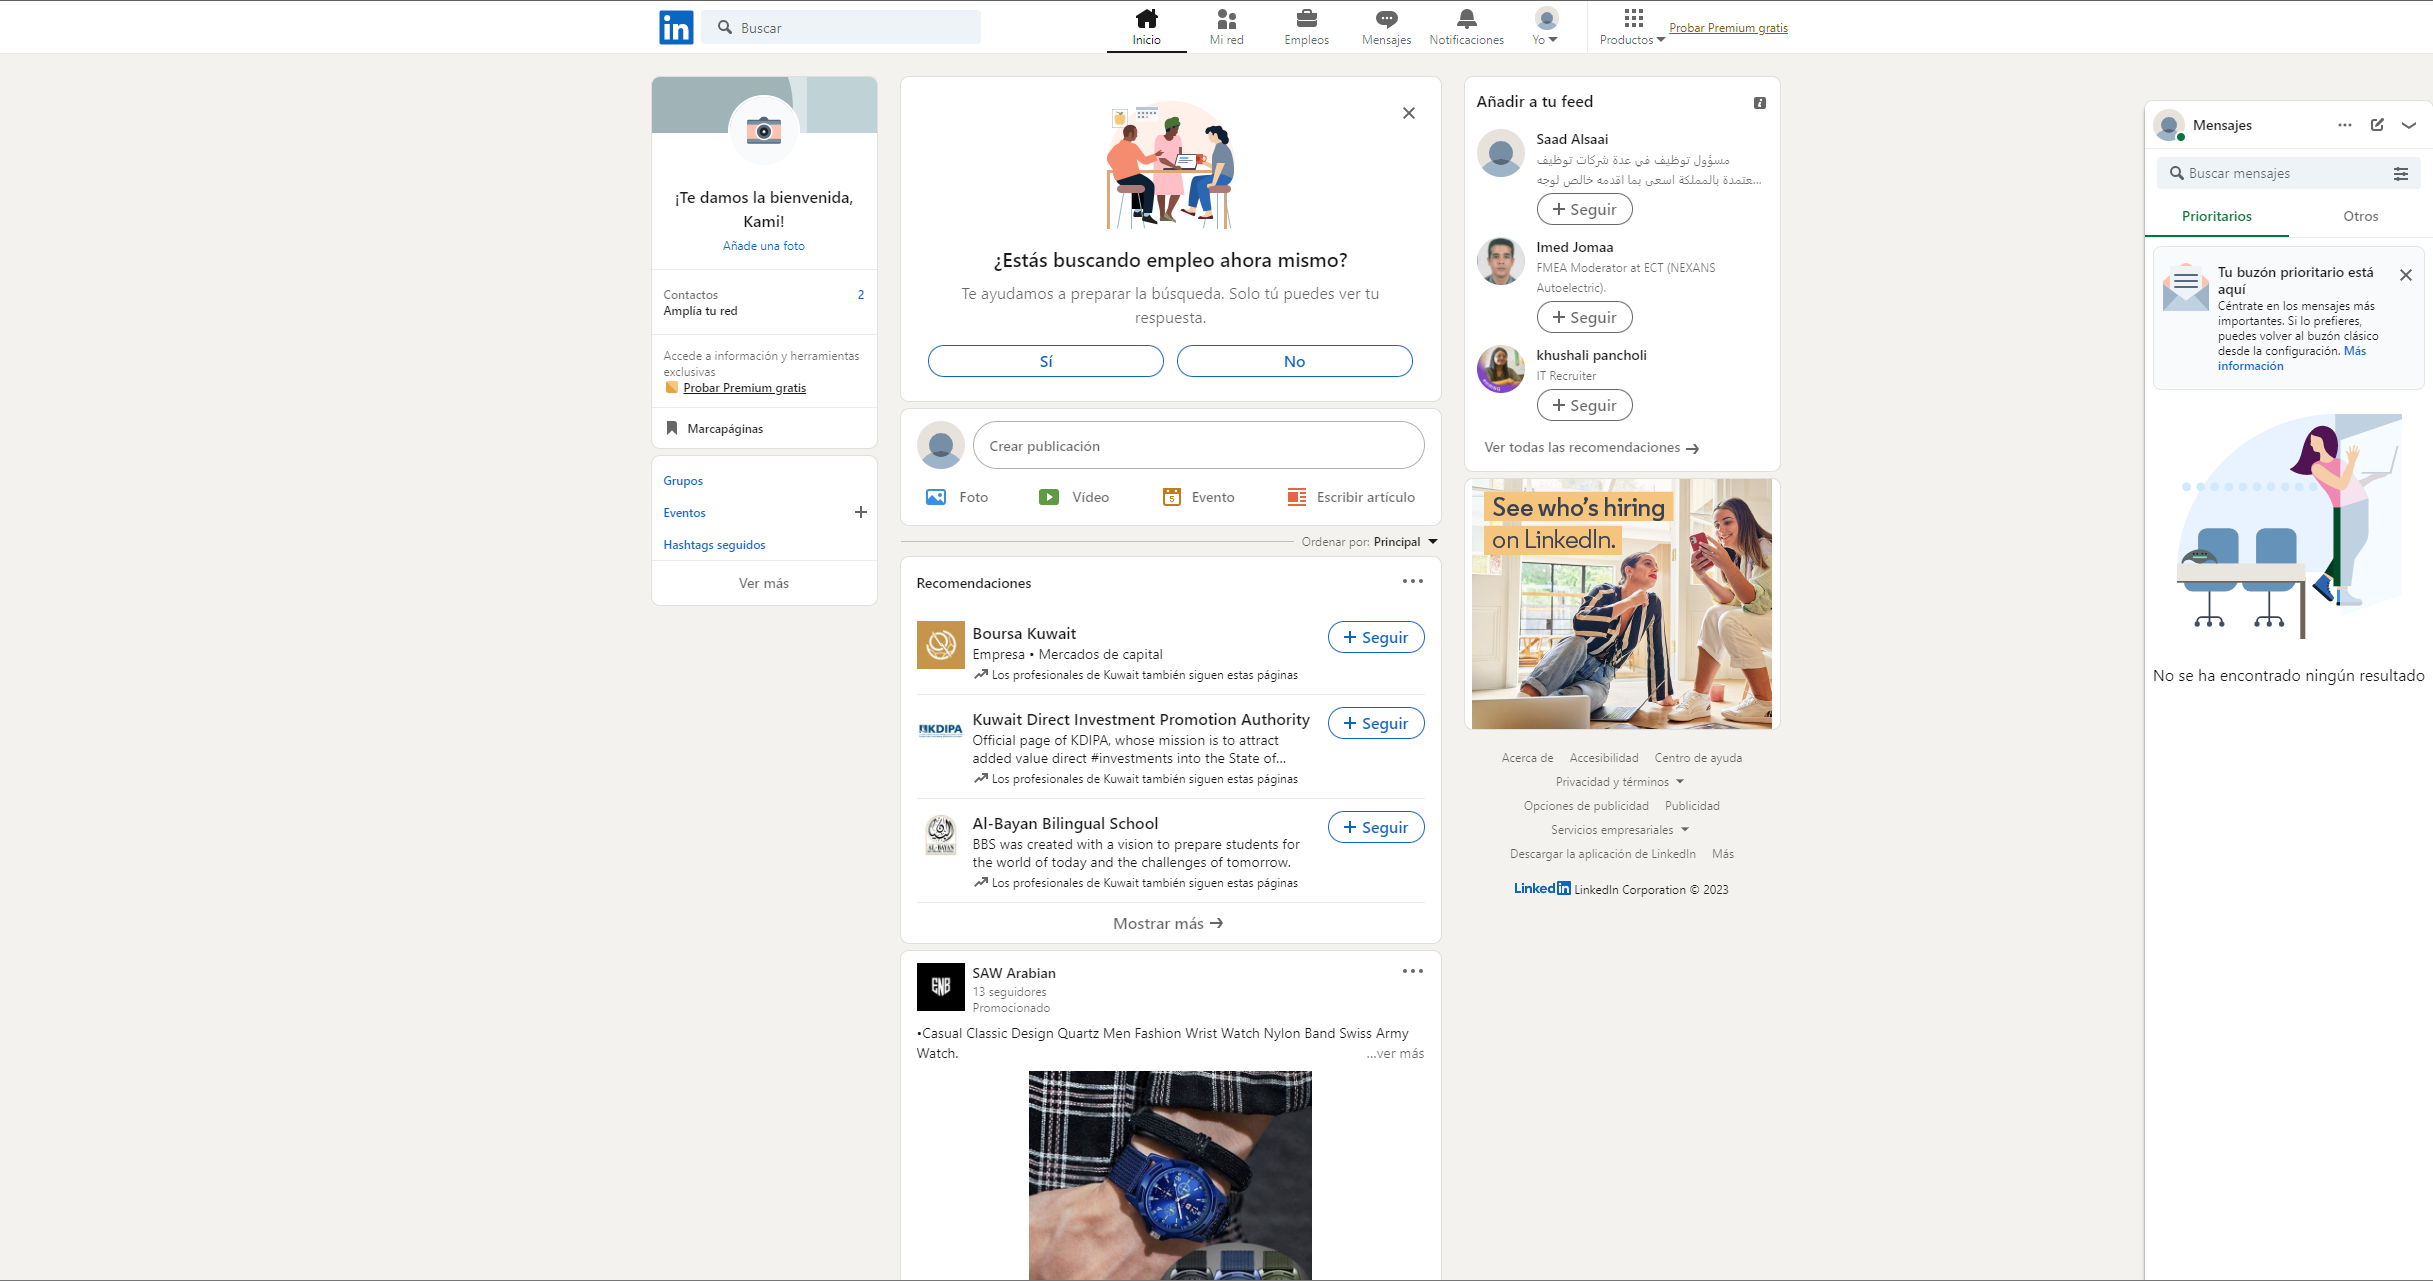 in
Buscar
Inicio
Mi red
Empleos
Mensajes
Notificaciones
Yo
Productos
Probar Premium gratis
¡Te damos la bienvenida,
Kami!
Añade una foto
Contactos 2
Amplía tu red
Accede a información y herramientas
exclusivas
Probar Premium gratis
Marcapáginas
Grupos
Eventos
Hashtags seguidos
Ver más
¿Estás buscando empleo ahora mismo?
Te ayudamos a preparar la búsqueda. Solo tú puedes ver tu
respuesta.
Sí
No
Crear publicación
Foto
Vídeo
5
Evento
Escribir artículo
Ordenar por: Principal
Recomendaciones
Boursa Kuwait
Empresa • Mercados de capital
Los profesionales de Kuwait también siguen estas páginas
+ Seguir
KDIPA
Kuwait Direct Investment Promotion Authority
Official page of KDIPA, whose mission is to attract
added value direct #investments into the State of...
Los profesionales de Kuwait también siguen estas páginas
+ Seguir
AL-BAYAN
Al-Bayan Bilingual School
BBS was created with a vision to prepare students for
the world of today and the challenges of tomorrow.
Los profesionales de Kuwait también siguen estas páginas
+ Seguir
Mostrar más →
SAW Arabian
13 seguidores
Promocionado
•Casual Classic Design Quartz Men Fashion Wrist Watch Nylon Band Swiss Army
Watch.
...ver más
Añadir a tu feed
Saad Alsaai
مسؤول توظيف في عدة شركات توظيف
عتمدة بالمملكة اسعى بما اقدمه خالص لوجه...
+ Seguir
Imed Jomaa
FMEA Moderator at ECT (NEXANS
Autoelectric).
+ Seguir
khushali pancholi
IT Recruiter
+ Seguir
Ver todas las recomendaciones →
See who's hiring
on LinkedIn.
Acerca de
Accesibilidad
Centro de ayuda
Privacidad y términos
Opciones de publicidad
Publicidad
Servicios empresariales
Descargar la aplicación de LinkedIn
Más
LinkedIn LinkedIn Corporation © 2023
Mensajes
Buscar mensajes
Prioritarios
Otros
Tu buzón prioritario está
aquí
Céntrate en los mensajes más
importantes. Si lo prefieres,
puedes volver al buzón clásico
desde la configuración. Más
información
No se ha encontrado ningún resultado